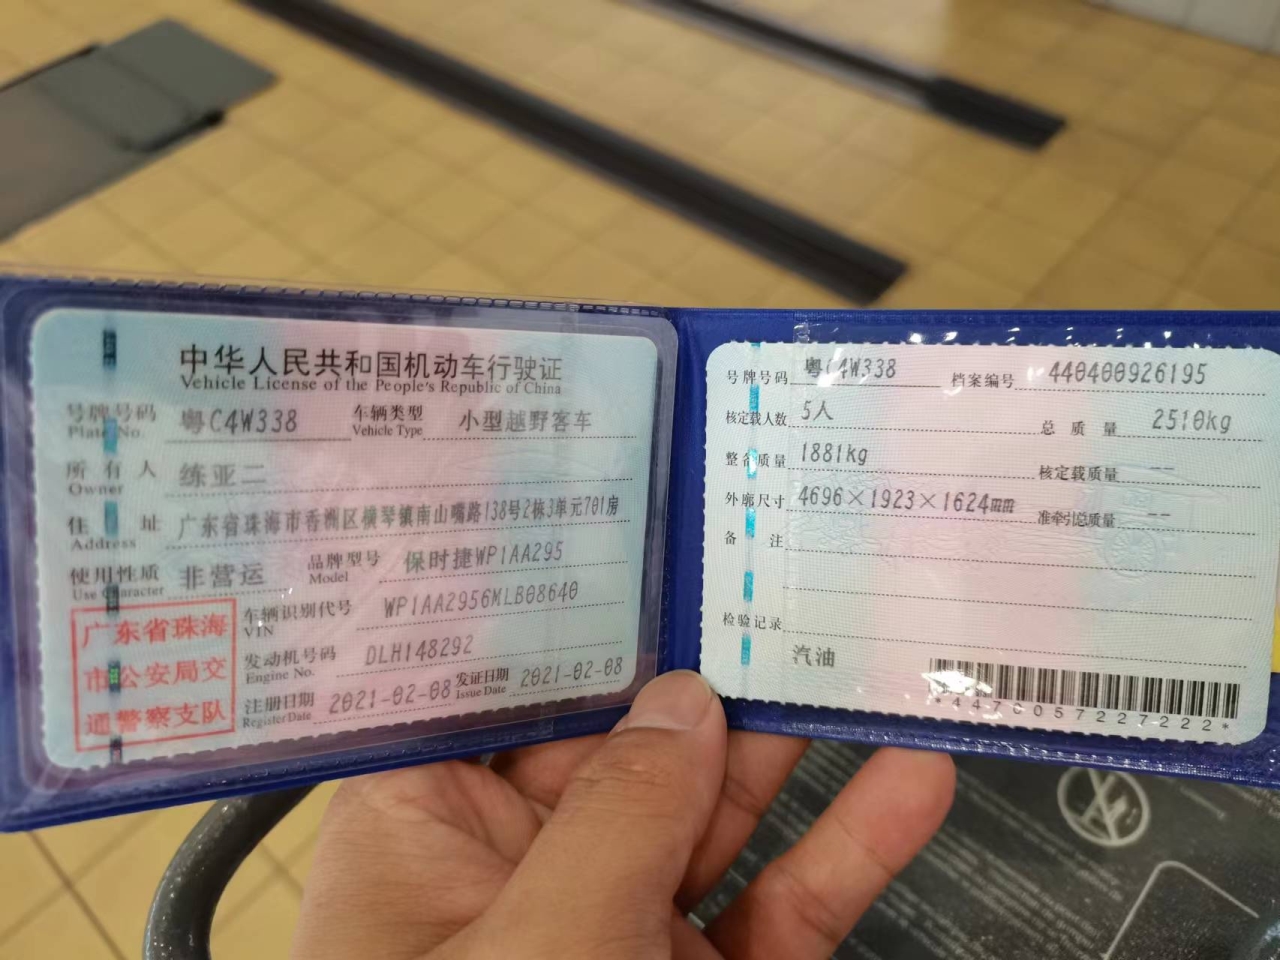 中华人民共和国机动车行驶证
Vehicle License of the People's Republic of China
号牌号码 粤C4W338 车辆类型 小型越野客车
Plate No. Vehicle Type
所有人 练亚二
Owner
住址 广东省珠海市香洲区横琴镇南山嘴路138号2栋3单元701房
Address
使用性质 非营运 品牌型号 保时捷WP1AA295
Use Character Model
广东省珠海
市公安局交
通警察支队
车辆识别代号 WP1AA2956MLB08640
VIN
发动机号码 DLH148292
Engine No.
注册日期 2021-02-08 发证日期 2021-02-08
Register Date Issue Date
号牌号码 粤C4W338 档案编号 440400926195
核定载人数 5人 总质量 2510kg
整备质量 1881kg 核定载质量 --
外廓尺寸 4696×1923×1624mm 准牵引总质量 --
备注
检验记录
汽油
*4470057227222*